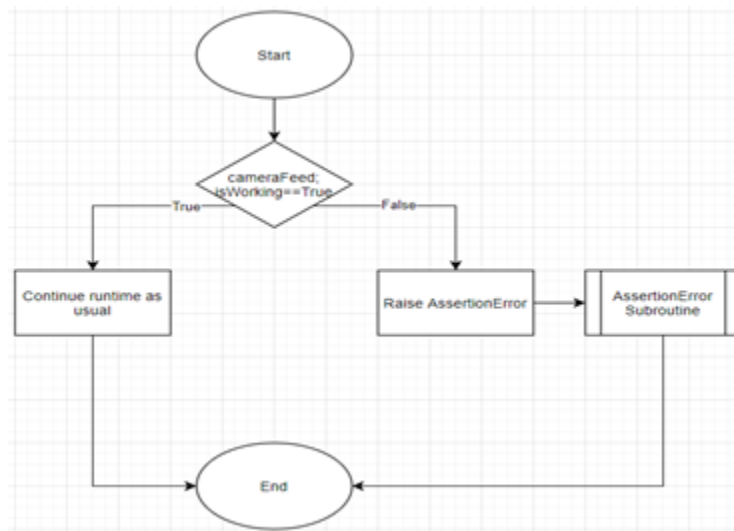 Start
cameraFeed;
isWorking==True
True
False
Continue runtime as
usual
Raise AssertionError
AssertionError
Subroutine
End